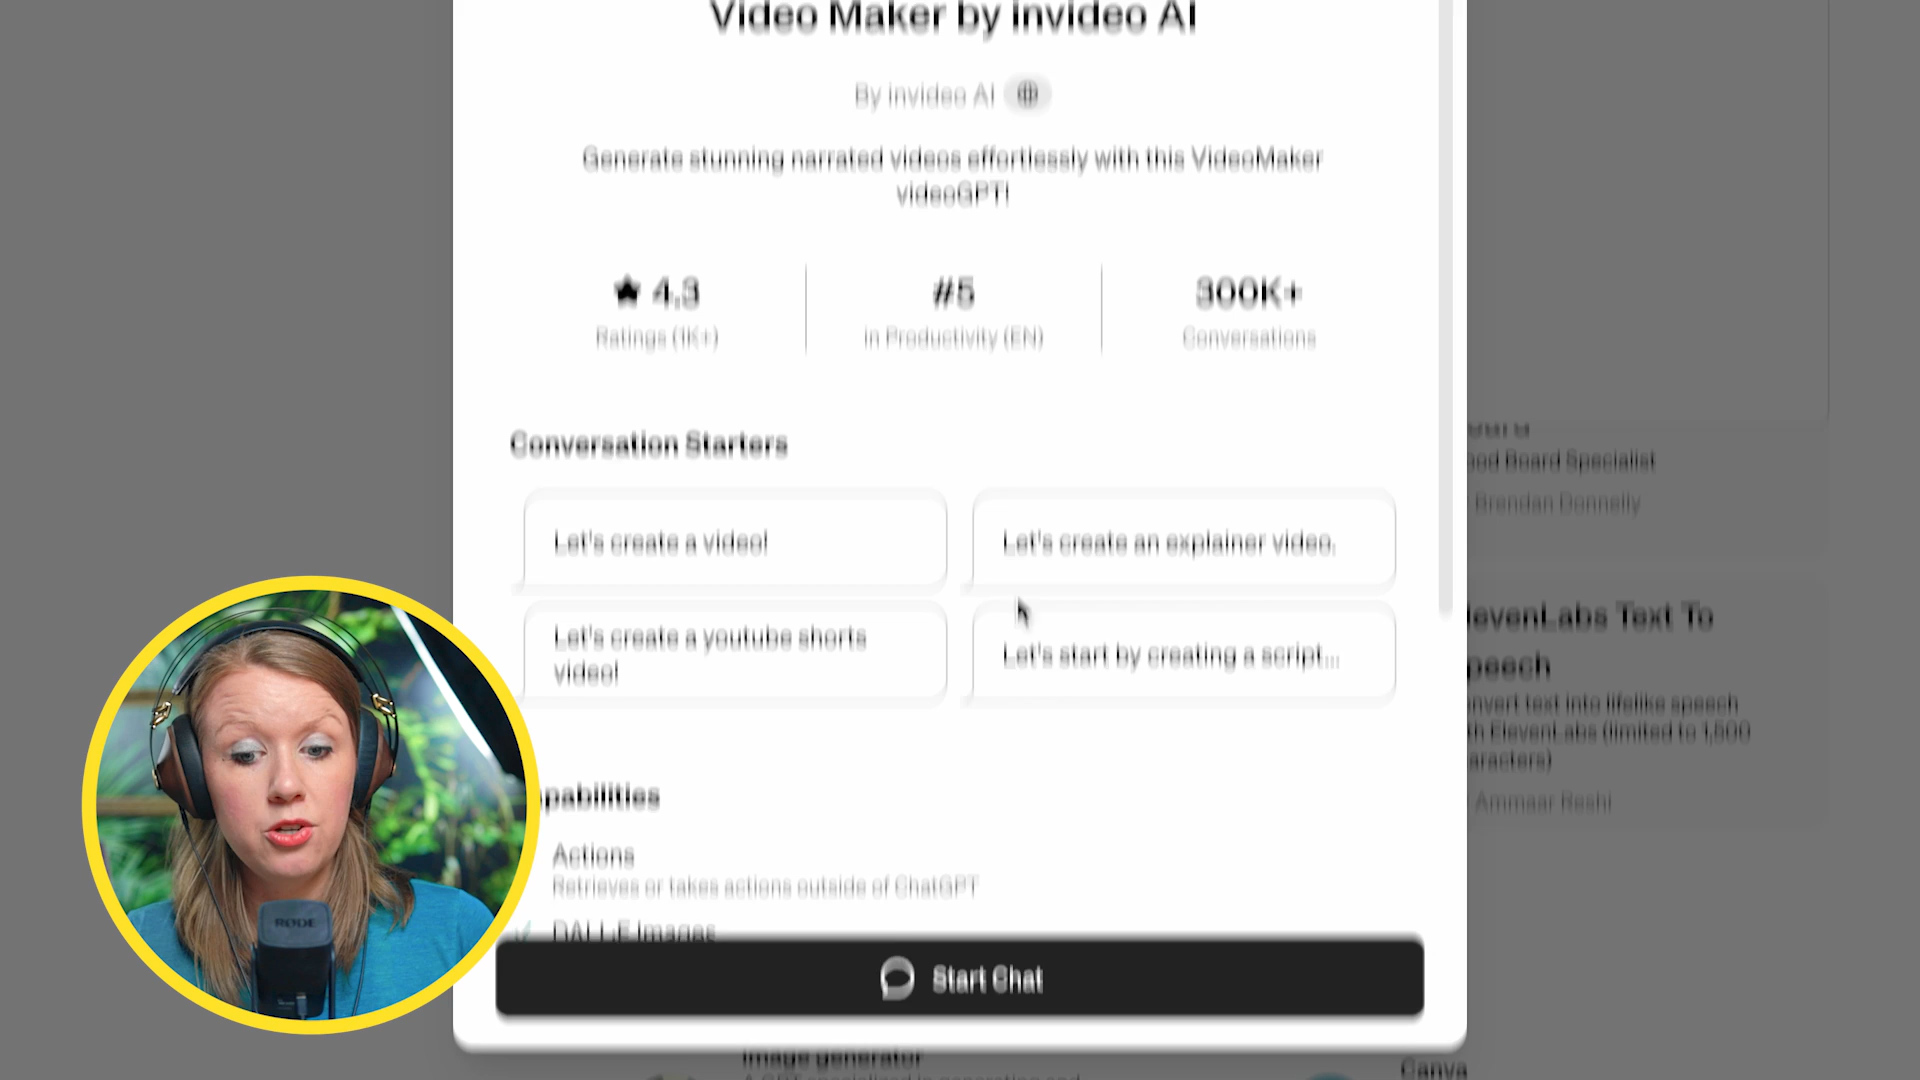 Video Maker by invideo AI
By invideo AI
Generate stunning narrated videos effortlessly with this VideoMaker
videoGPT!
4.3
#5
300K+
Ratings (1K+)
in Productivity (EN)
Conversations
Conversation Starters
Let's create a video!
Let's create an explainer video.
Let's create a youtube shorts
video!
Let's start by creating a script...
pabilities
Actions
Retrieves or takes actions outside of ChatGPT
DALL·E Images
Start Chat
ood Board Specialist
Brendan Donnelly
levenLabs Text To
peech
nvert text into lifelike speech
th ElevenLabs (limited to 1,500
aracters)
Ammaar Reshi
Image generator
Canva
RODE